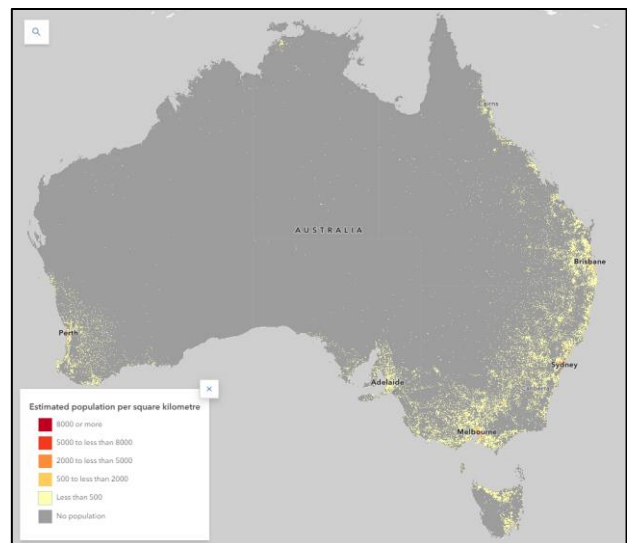 Cairns
AUSTRALIA
Brisbane
Perth
Sydney
Adelaide
Canberra
Melbourne
Estimated population per square kilometre
8000 or more
5000 to less than 8000
2000 to less than 5000
500 to less than 2000
Less than 500
No population